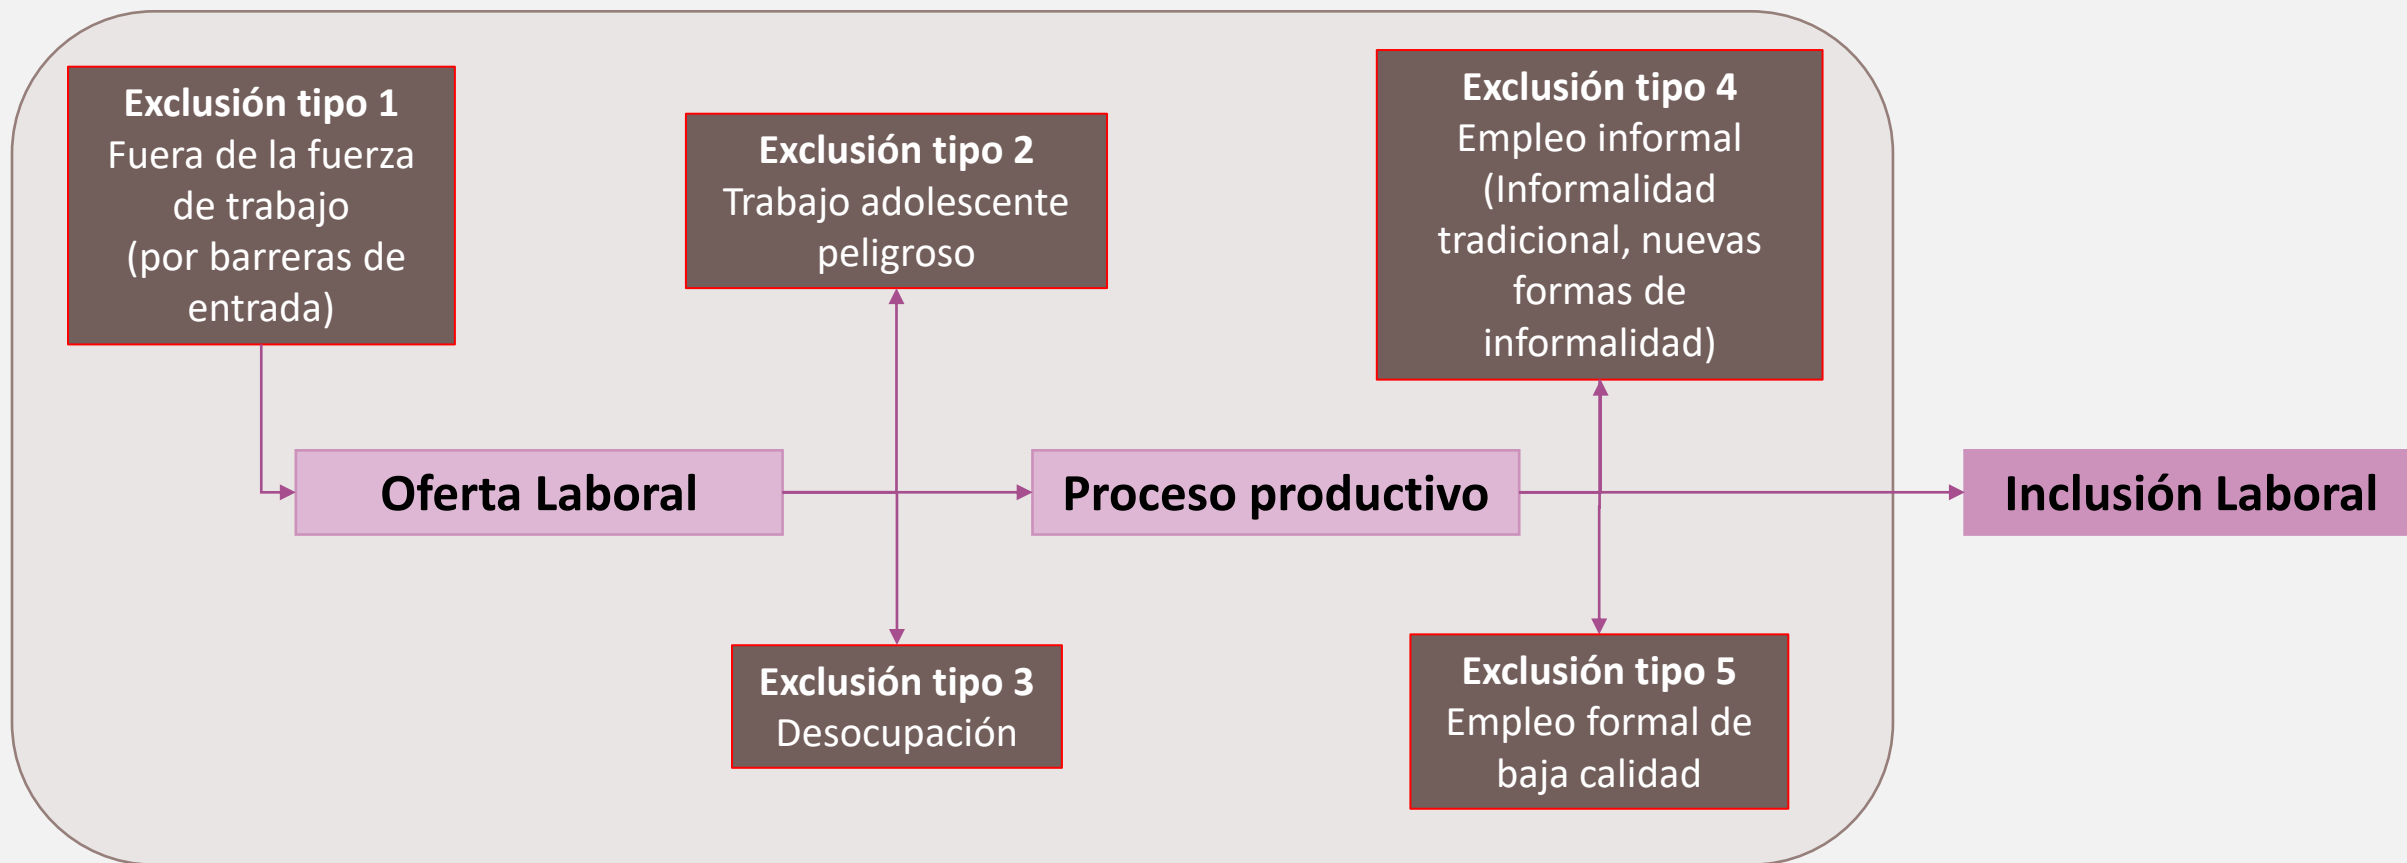 Exclusión tipo 1
Fuera de la fuerza
de trabajo
(por barreras de
entrada)
Exclusión tipo 2
Trabajo adolescente
peligroso
Exclusión tipo 4
Empleo informal
(Informalidad
tradicional, nuevas
formas de
informalidad)
Oferta Laboral
Proceso productivo
Inclusión Laboral
Exclusión tipo 3
Desocupación
Exclusión tipo 5
Empleo formal de
baja calidad